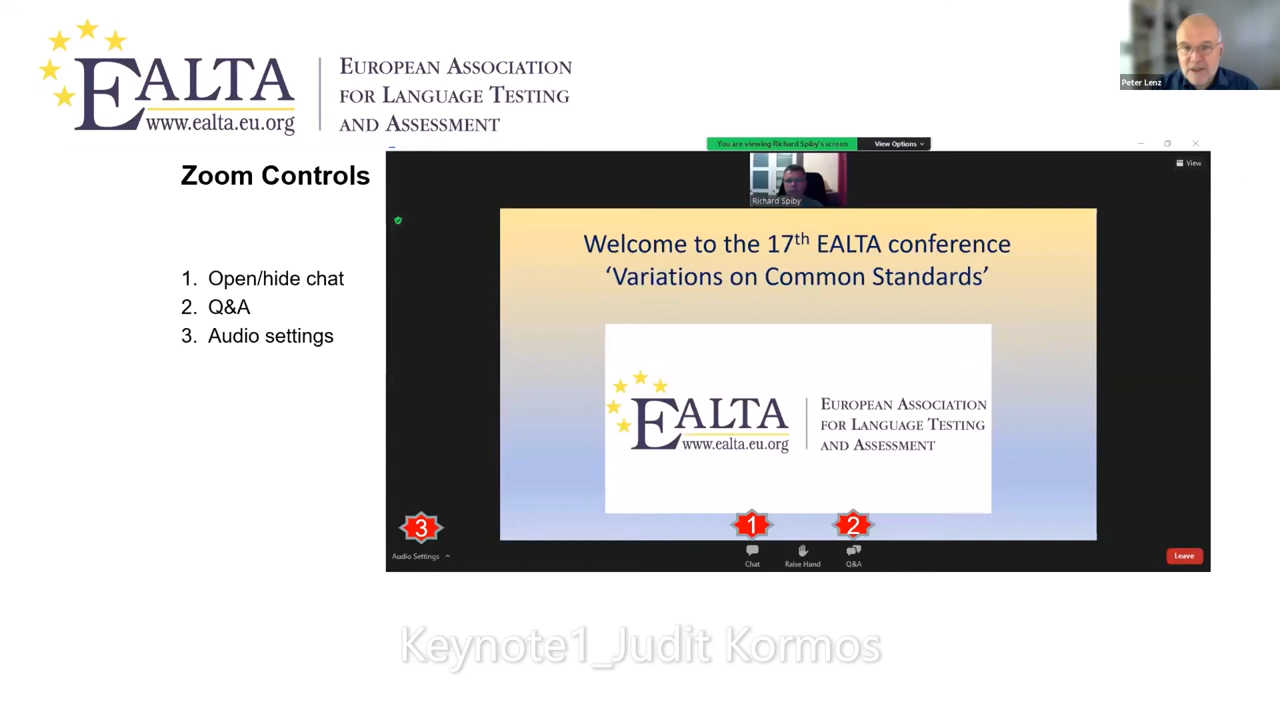 EALTA
www.ealta.eu.org
EUROPEAN ASSOCIATION
FOR LANGUAGE TESTING
AND ASSESSMENT
Peter Lenz
Zoom Controls
1. Open/hide chat
2. Q&A
3. Audio settings
You are viewing Richard Spiby's screen
View Options
View
Richard Spiby
Welcome to the 17th EALTA conference
‘Variations on Common Standards’
EALTA
www.ealta.eu.org
EUROPEAN ASSOCIATION
FOR LANGUAGE TESTING
AND ASSESSMENT
3
1
2
Audio Settings
Chat
Raise Hand
Q&A
Leave
Keynote1_Judit Kormos